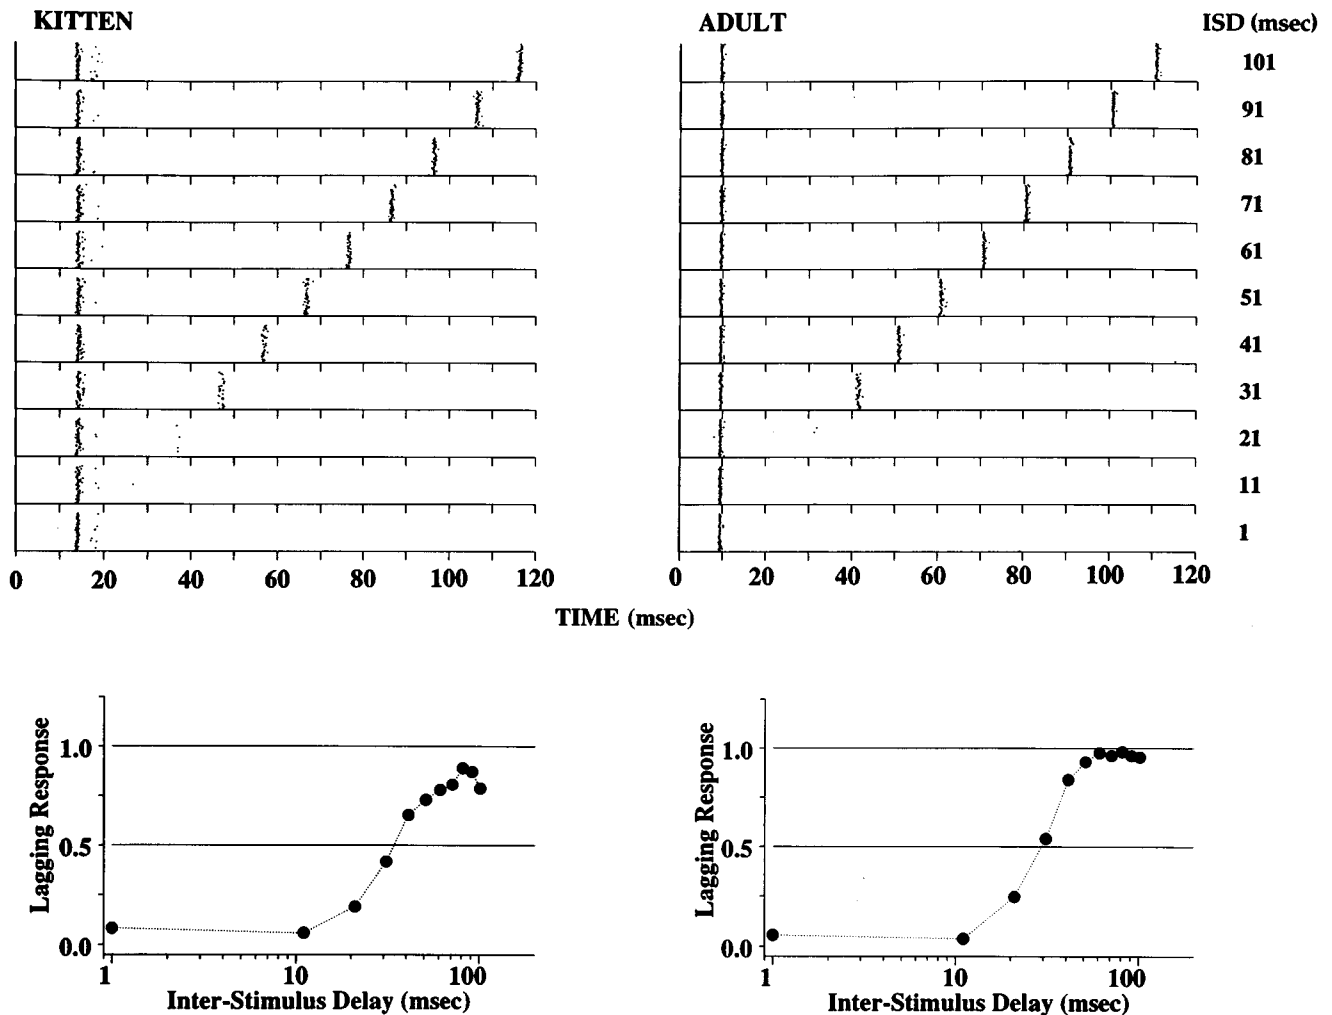 KITTEN ADULT ISD (msec)
101
91
81
71
61
51
41
31
21
11
1
0 20 40 60 80 100 120 0 20 40 60 80 100 120
TIME (msec)
Lagging Response
1.0
0.5
0.0
1 10 100
Inter-Stimulus Delay (msec)
Lagging Response
1.0
0.5
0.0
1 10 100
Inter-Stimulus Delay (msec)